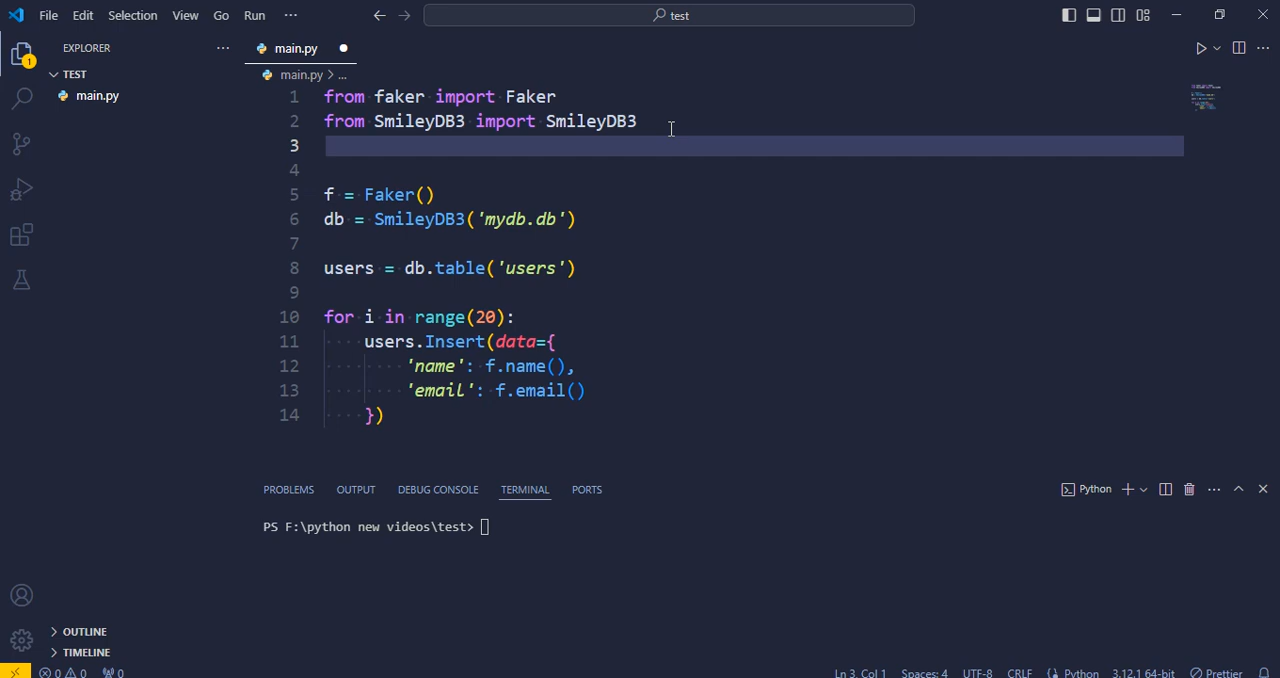 File Edit Selection View Go Run ··· test
EXPLORER ···
main.py
TEST
main.py
main.py > ...
1 from faker import Faker
2 from SmileyDB3 import SmileyDB3
3
4
5 f = Faker()
6 db = SmileyDB3('mydb.db')
7
8 users = db.table('users')
9
10 for i in range(20):
11 users.Insert(data={
12 'name': f.name(),
13 'email': f.email()
14 })
PROBLEMS OUTPUT DEBUG CONSOLE TERMINAL PORTS Python
PS F:\python new videos\test>
OUTLINE
TIMELINE
0 0 0 Ln 3, Col 1 Spaces: 4 UTF-8 CRLF Python 3.12.1 64-bit Prettier
1